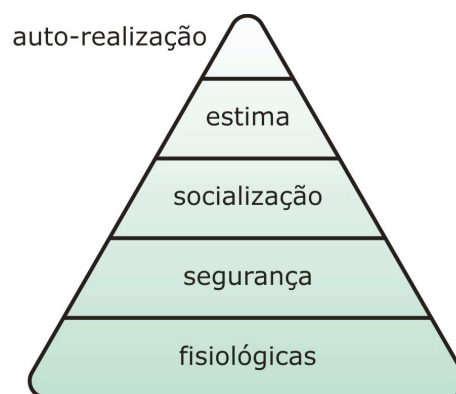 auto-realização
estima
socialização
segurança
fisiológicas